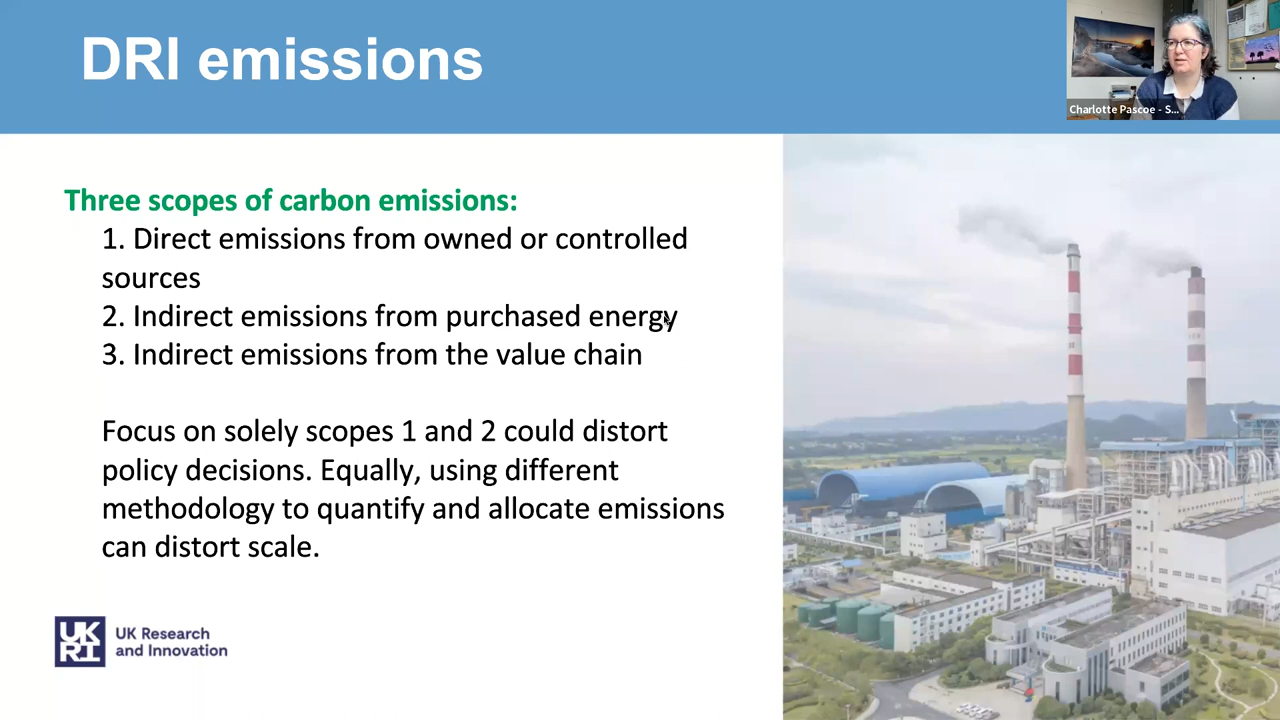 DRI emissions
Charlotte Pascoe - S...
Three scopes of carbon emissions:
1. Direct emissions from owned or controlled
sources
2. Indirect emissions from purchased energy
3. Indirect emissions from the value chain
Focus on solely scopes 1 and 2 could distort
policy decisions. Equally, using different
methodology to quantify and allocate emissions
can distort scale.
UK
RI
UK Research
and Innovation